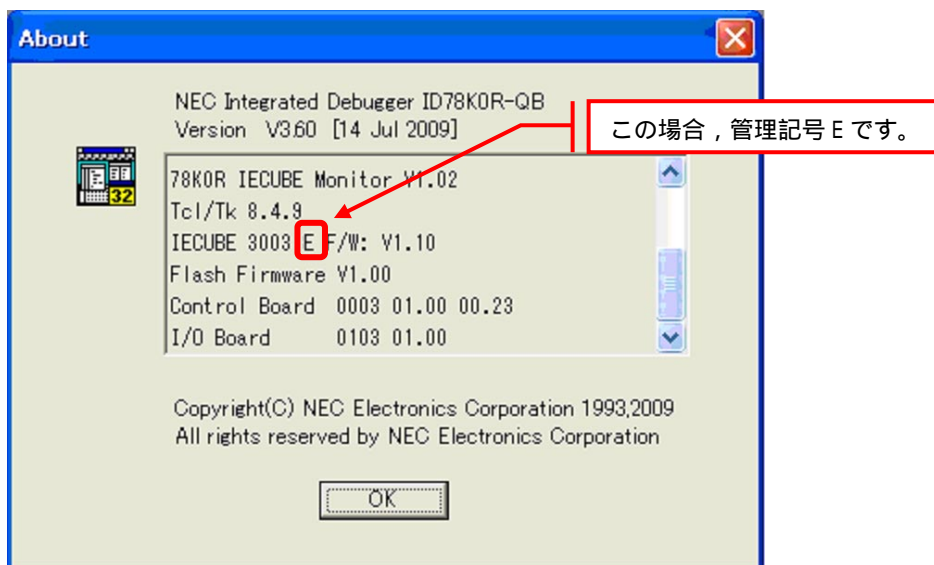 About
NEC Integrated Debugger ID78K0R-QB
Version V3.60 [14 Jul 2009]
この場合，管理記号 E です。
32
78K0R IECUBE Monitor V1.02
Tcl/Tk 8.4.9
IECUBE 3003 E F/W: V1.10
Flash Firmware V1.00
Control Board 0003 01.00 00.23
I/O Board 0103 01.00
Copyright(C) NEC Electronics Corporation 1993,2009
All rights reserved by NEC Electronics Corporation
OK